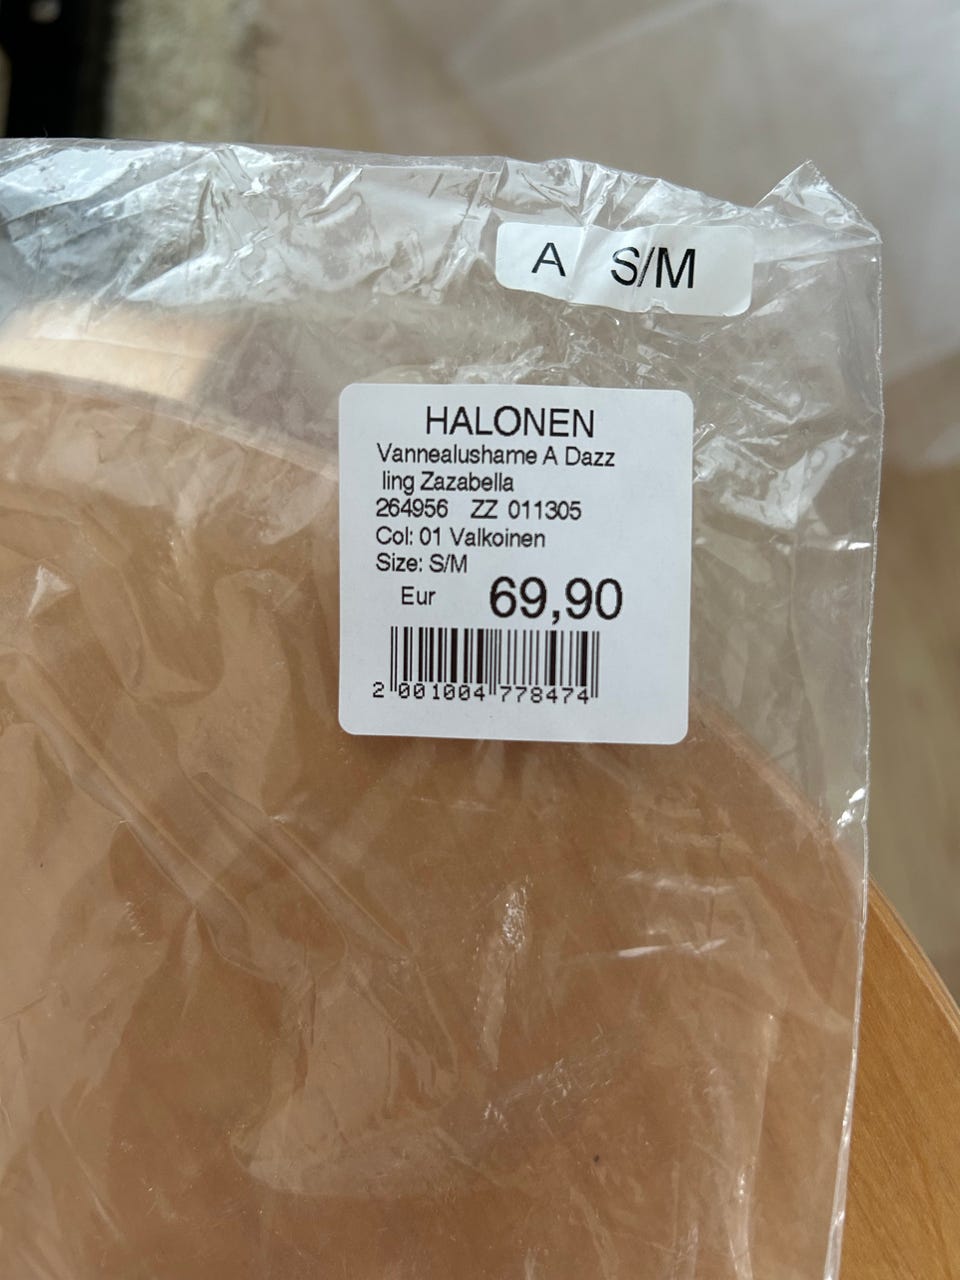 A S/M
HALONEN
Vannealushame A Dazz
ling Zazabella
264956 ZZ 011305
Col: 01 Valkoinen
Size: S/M
Eur 69,90
2 001004 778474